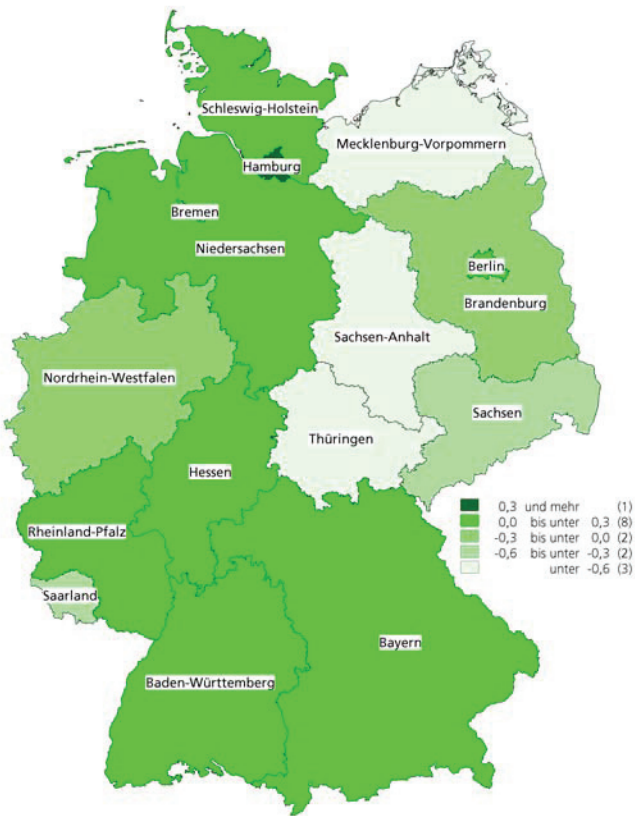 Schleswig-Holstein
Mecklenburg-Vorpommern
Hamburg
Bremen
Niedersachsen
Berlin
Brandenburg
Sachsen-Anhalt
Nordrhein-Westfalen
Sachsen
Thüringen
Hessen
0,3 und mehr (1)
0,0 bis unter 0,3 (8)
-0,3 bis unter 0,0 (2)
-0,6 bis unter -0,3 (2)
unter -0,6 (3)
Rheinland-Pfalz
Saarland
Bayern
Baden-Württemberg